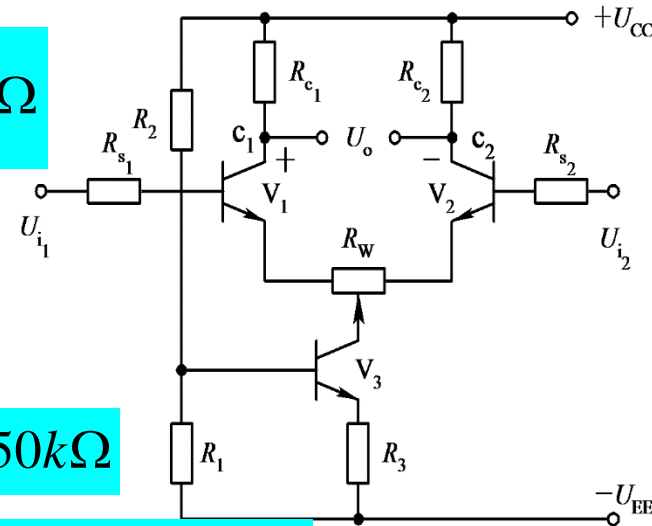 +U_CC
Ω
R_c1
R_c2
R_2
R_s1
c_1
U_o
c_2
R_s2
+
−
V_1
V_2
U_i1
R_W
U_i2
V_3
50kΩ
R_1
R_3
−U_EE